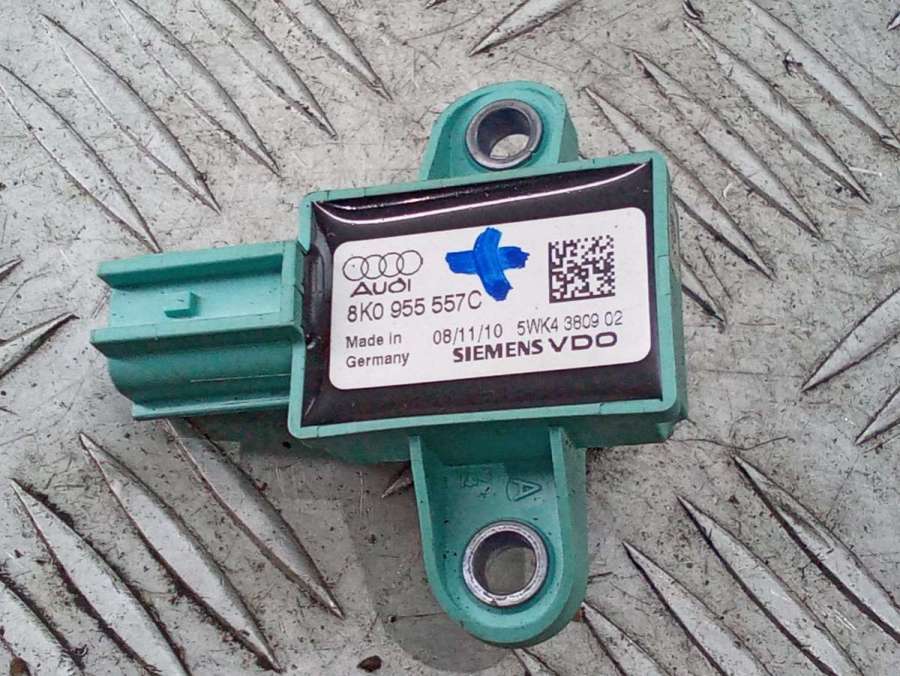 AUDI
8K0 955 557C
Made in 08/11/10 5WK4 3809 02
Germany SIEMENS VDO
A